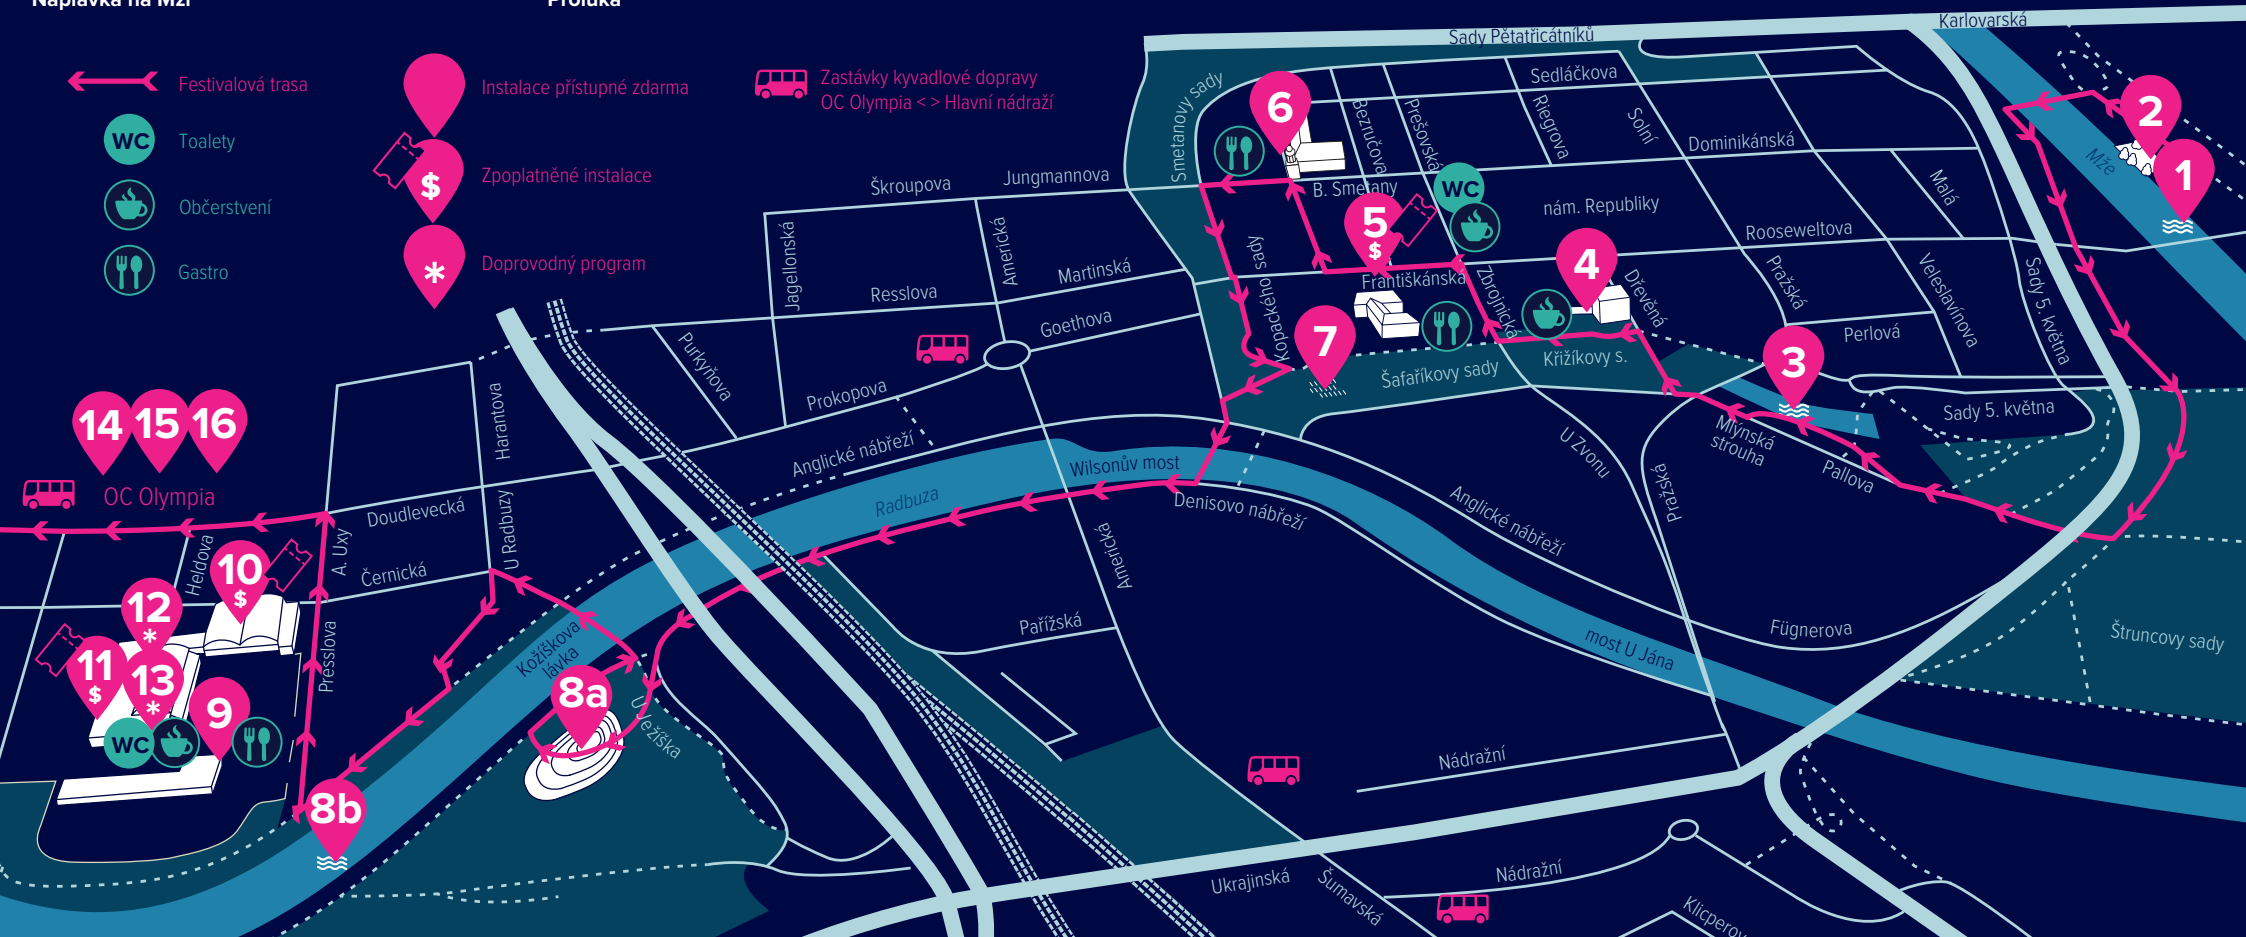 Náplavka na Mži
Proluka
Festivalová trasa
WC
Toalety
Občerstvení
Gastro
Instalace přístupné zdarma
$
Zpoplatněné instalace
*
Doprovodný program
Zastávky kyvadlové dopravy
OC Olympia < > Hlavní nádraží
Karlovarská
Sady Pětatřicátníků
Sedláčkova
Smetanovy sady
6
Bezručova
Prešovská
Riegrova
Solní
Dominikánská
Malá
2
1
Mže
Škroupova
Jungmannova
B. Smetany
WC
nám. Republiky
Rooseweltova
5
$
4
Jagellonská
Americká
Martinská
Resslova
Goethova
Kopeckého sady
Františkánská
Zbrojnická
Dřevěná
Pražská
Veleslavínova
Sady 5. května
Perlová
7
3
Šafaříkovy sady
Křižíkovy s.
Purkyňova
Prokopova
Harantova
Sady 5. května
Mlýnská
strouha
Pallova
U Zvonu
Pražská
14
15
16
OC Olympia
Anglické nábřeží
Wilsonův most
Radbuza
Denisovo nábřeží
Anglické nábřeží
Doudlevecká
U Radbuzy
A. Uxy
Heldova
Černická
Americká
10
$
12
*
11
$
13
*
9
WC
Presslova
Kožíškova
lávka
8a
U Ježíška
8b
Pařížská
Fügnerova
most U Jána
Štruncovy sady
Nádražní
Ukrajinská
Šumavská
Nádražní